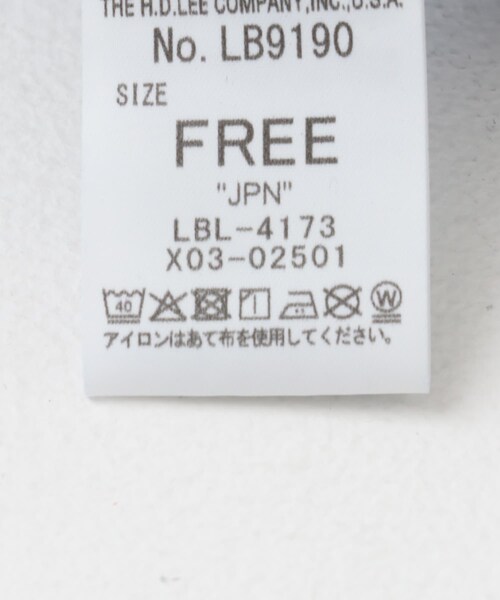 THE H.D.LEE COMPANY,INC.,U.S.A.
No. LB9190
SIZE
FREE
"JPN"
LBL-4173
X03-02501
40 W
アイロンはあて布を使用してください。